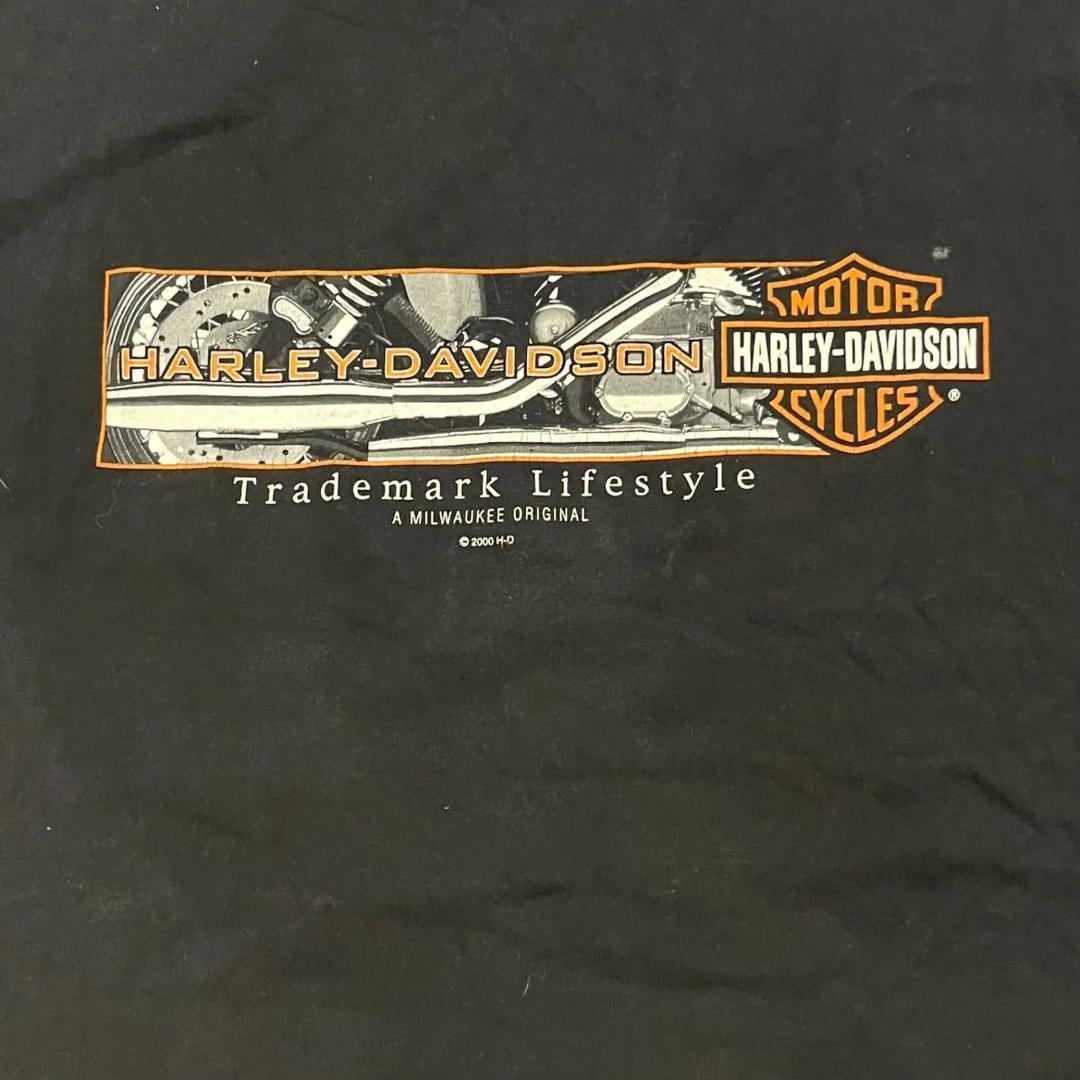 HARLEY-DAVIDSON
MOTOR
HARLEY-DAVIDSON
CYCLES
®
Trademark Lifestyle
A MILWAUKEE ORIGINAL
© 2000 H-D